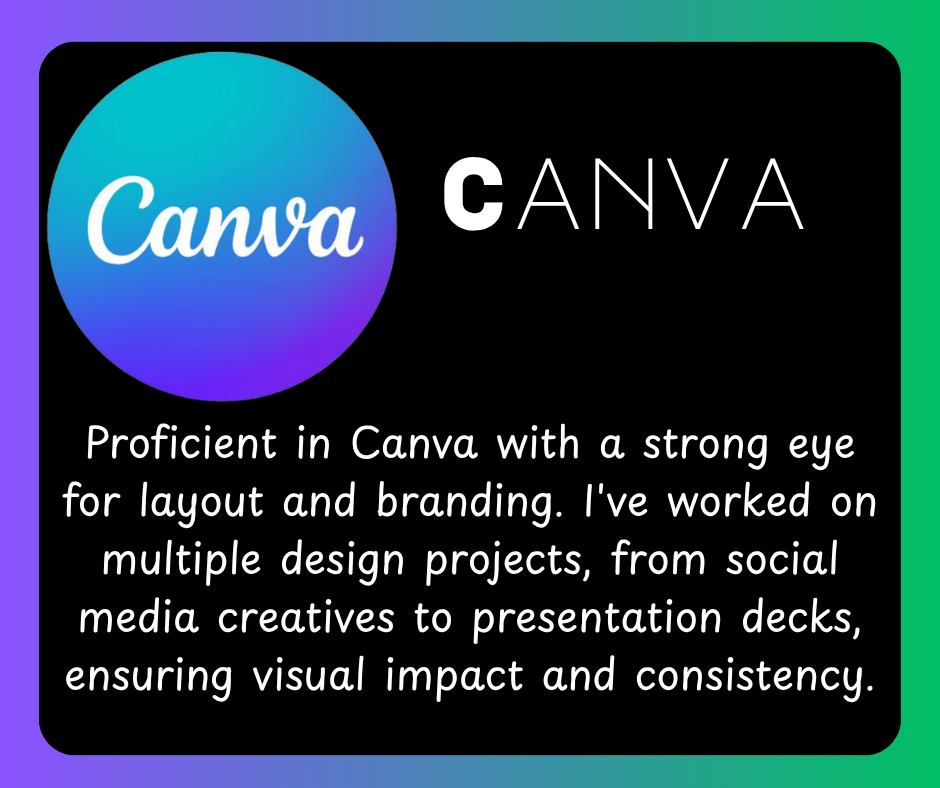 Canva
CANVA
Proficient in Canva with a strong eye
for layout and branding. I've worked on
multiple design projects, from social
media creatives to presentation decks,
ensuring visual impact and consistency.